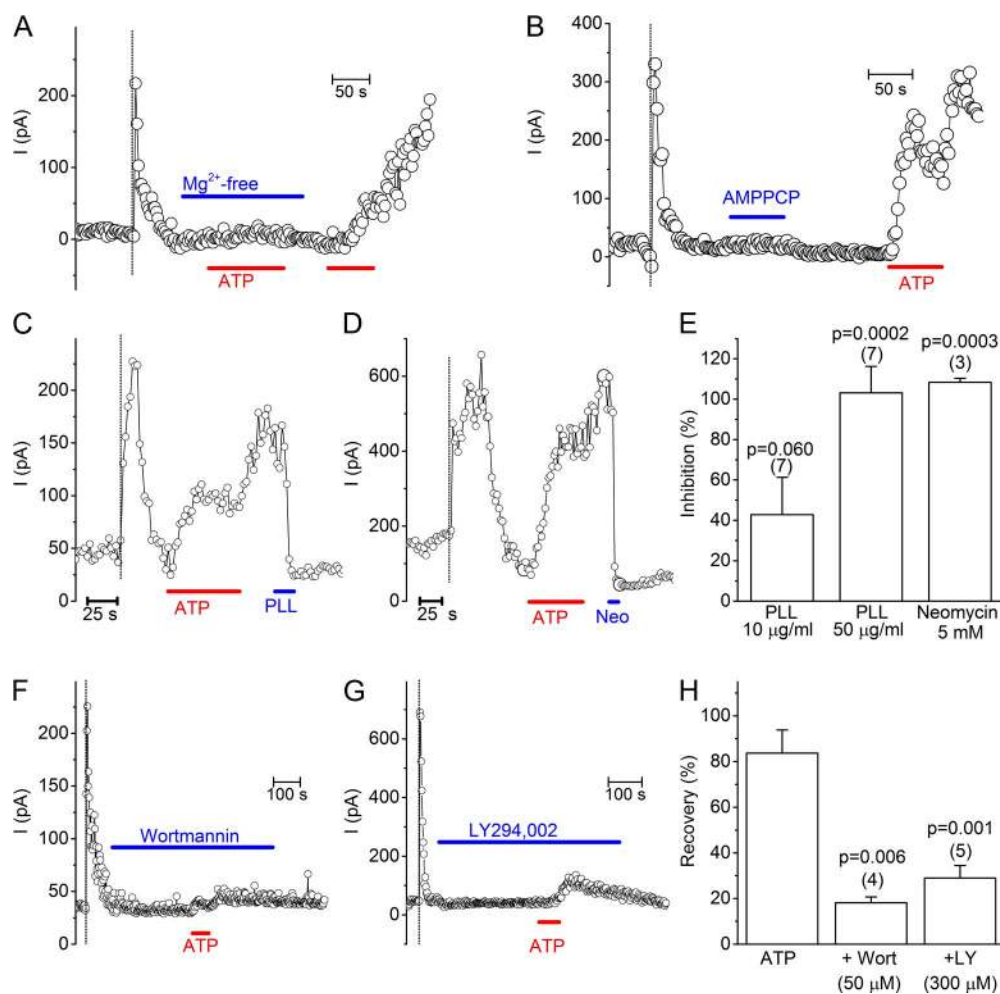 A
I (pA)
200
100
0
50 s
Mg2+-free
ATP
B
I (pA)
400
300
200
100
0
50 s
AMPPCP
ATP
C
I (pA)
200
150
100
50
0
25 s
ATP
PLL
D
I (pA)
600
400
200
0
25 s
ATP
Neo
E
Inhibition (%)
120
100
80
60
40
20
0
p=0.060
(7)
p=0.0002
(7)
p=0.0003
(3)
PLL
10 µg/ml
PLL
50 µg/ml
Neomycin
5 mM
F
I (pA)
200
150
100
50
0
100 s
Wortmannin
ATP
G
I (pA)
600
400
200
0
100 s
LY294,002
ATP
H
Recovery (%)
80
60
40
20
0
p=0.006
(4)
p=0.001
(5)
ATP
+ Wort
(50 µM)
+LY
(300 µM)